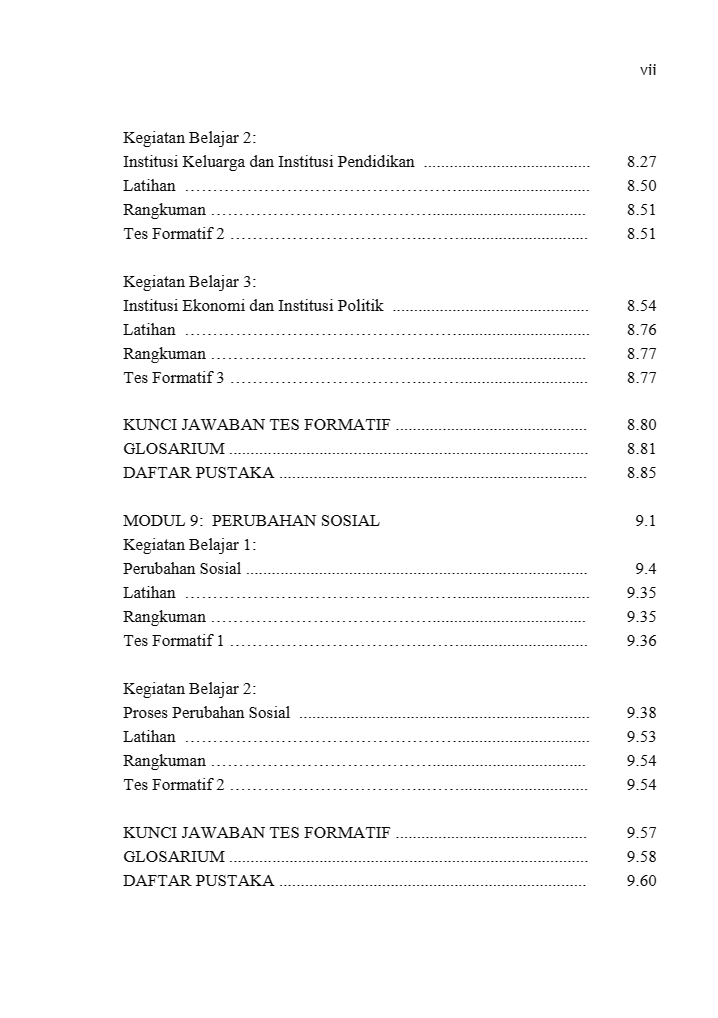 vii
Kegiatan Belajar 2:
Institusi Keluarga dan Institusi Pendidikan ....................................... 8.27
Latihan ……………………………………………............................... 8.50
Rangkuman …………………………………….................................... 8.51
Tes Formatif 2 ……………………………..………............................. 8.51
Kegiatan Belajar 3:
Institusi Ekonomi dan Institusi Politik .............................................. 8.54
Latihan ……………………………………………............................... 8.76
Rangkuman …………………………………….................................... 8.77
Tes Formatif 3 ……………………………..………............................. 8.77
KUNCI JAWABAN TES FORMATIF ............................................. 8.80
GLOSARIUM .................................................................................... 8.81
DAFTAR PUSTAKA ........................................................................ 8.85
MODUL 9: PERUBAHAN SOSIAL 9.1
Kegiatan Belajar 1:
Perubahan Sosial ................................................................................ 9.4
Latihan ……………………………………………............................... 9.35
Rangkuman …………………………………….................................... 9.35
Tes Formatif 1 ……………………………..………............................. 9.36
Kegiatan Belajar 2:
Proses Perubahan Sosial .................................................................... 9.38
Latihan ……………………………………………............................... 9.53
Rangkuman …………………………………….................................... 9.54
Tes Formatif 2 ……………………………..………............................. 9.54
KUNCI JAWABAN TES FORMATIF ............................................. 9.57
GLOSARIUM .................................................................................... 9.58
DAFTAR PUSTAKA ........................................................................ 9.60